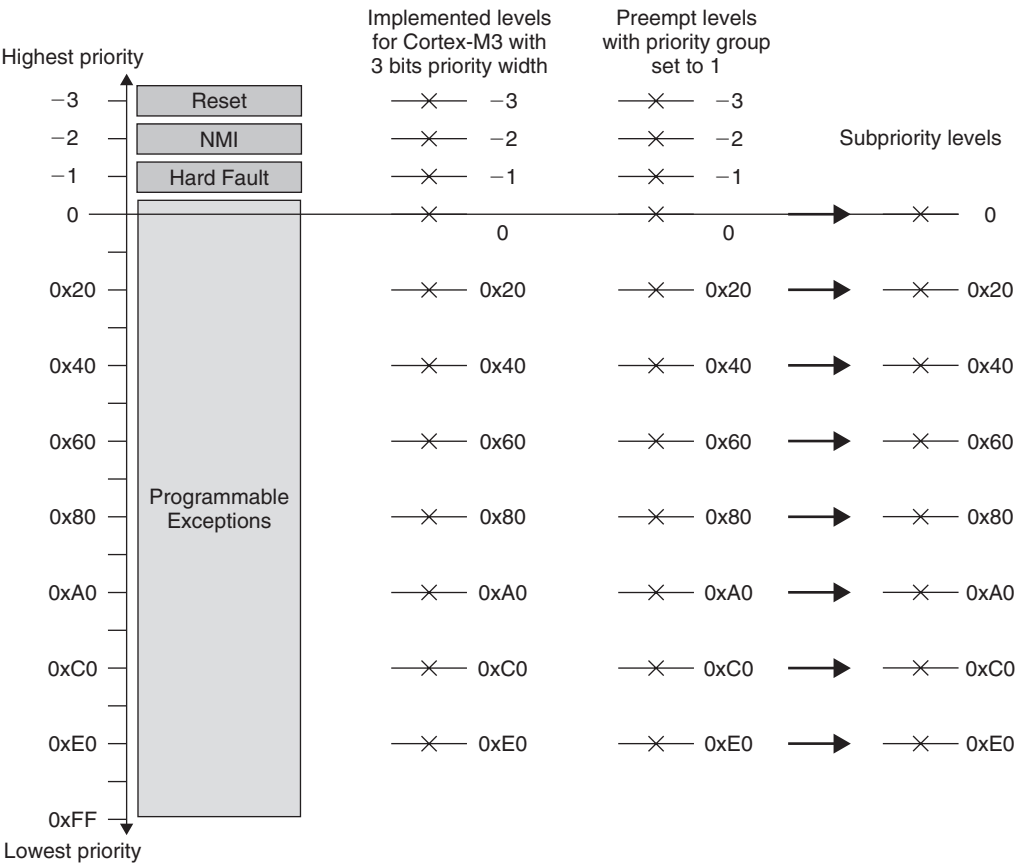 Implemented levels
for Cortex-M3 with
3 bits priority width
Preempt levels
with priority group
set to 1
Highest priority
−3 Reset −3 −3
−2 NMI −2 −2 Subpriority levels
−1 Hard Fault −1 −1
0 0 0 0
0x20 0x20 0x20 0x20
0x40 0x40 0x40 0x40
0x60 0x60 0x60 0x60
Programmable
Exceptions
0x80 0x80 0x80 0x80
0xA0 0xA0 0xA0 0xA0
0xC0 0xC0 0xC0 0xC0
0xE0 0xE0 0xE0 0xE0
0xFF
Lowest priority